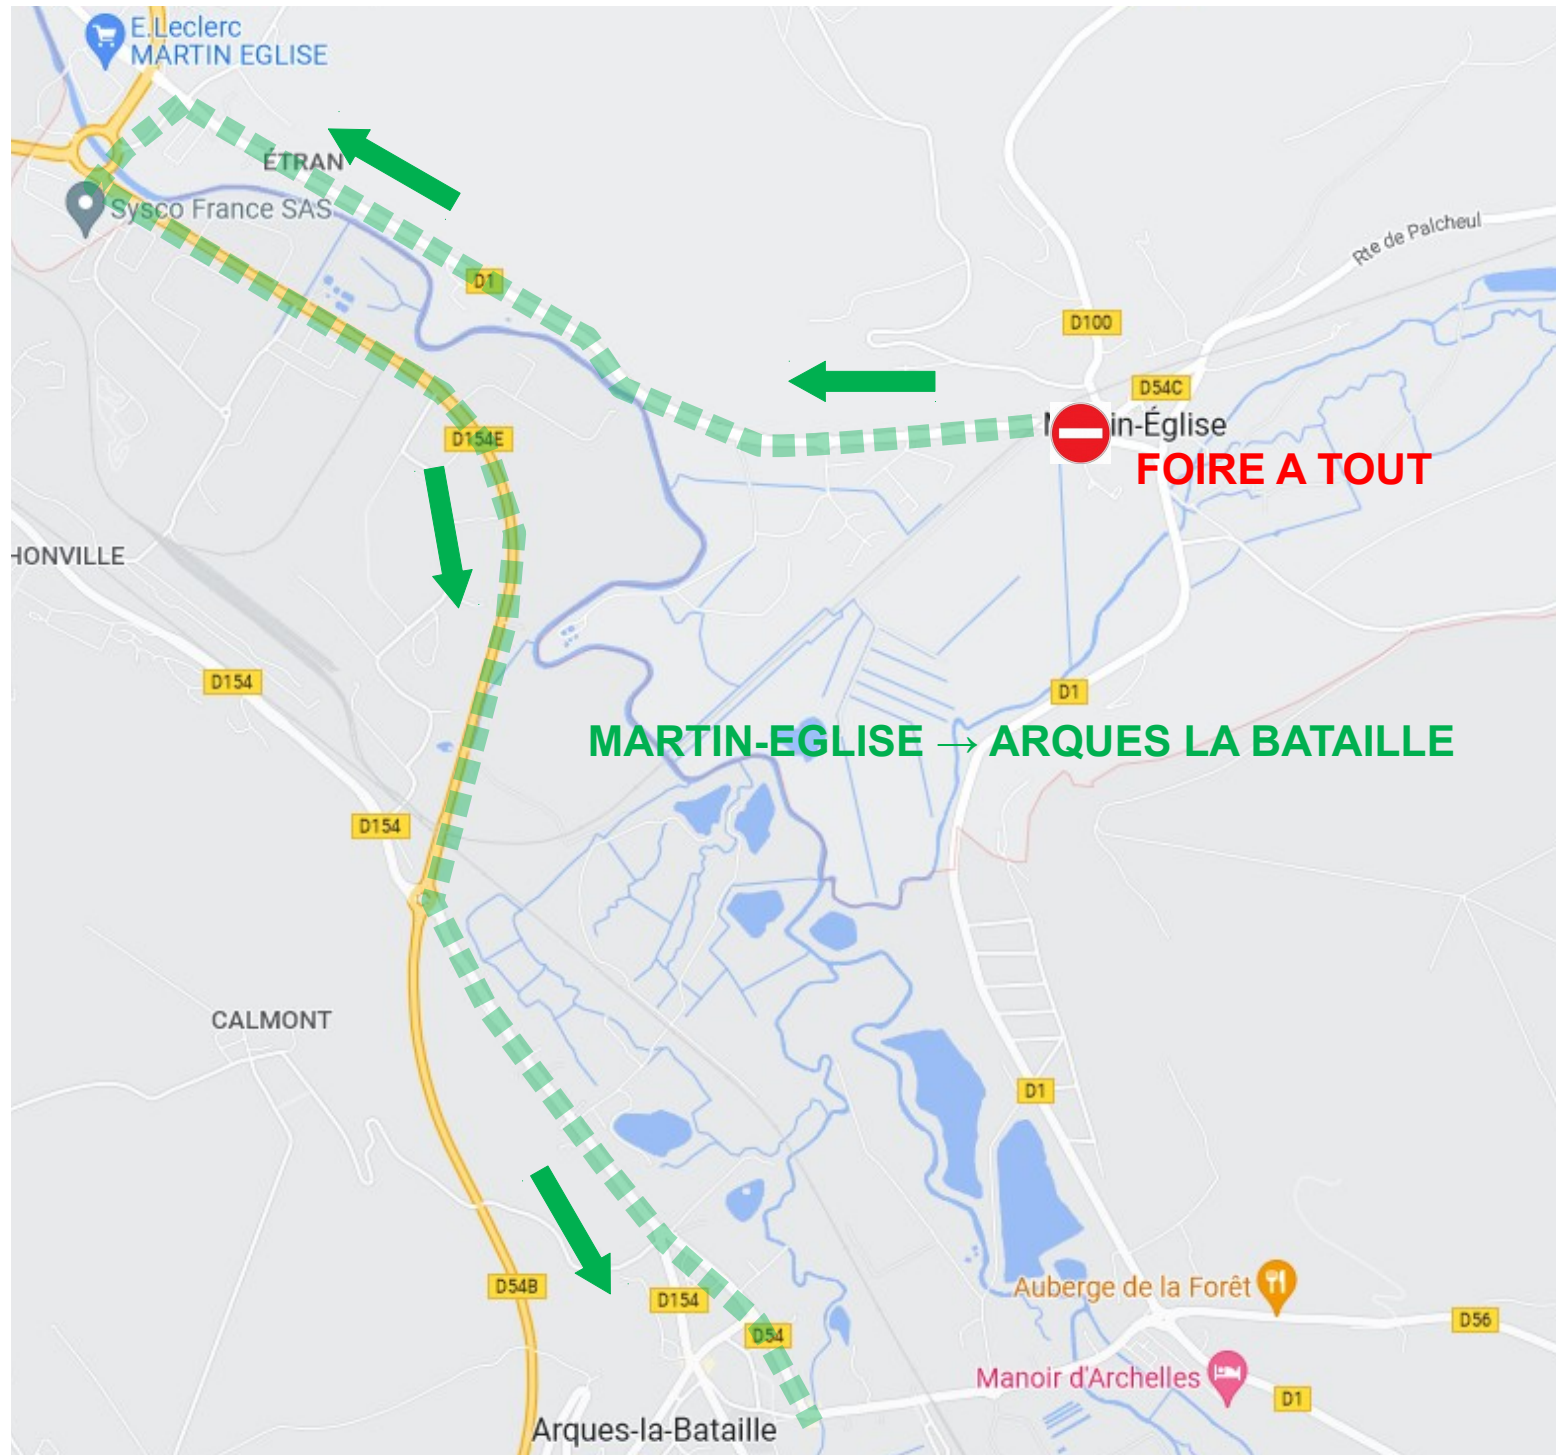 E.Leclerc
MARTIN EGLISE
ÉTRAN
Sysco France SAS
Rte de Palcheul
D1
D100
D54C
in-Église
FOIRE A TOUT
D154E
HONVILLE
D154
D1
MARTIN-EGLISE → ARQUES LA BATAILLE
D154
CALMONT
D1
Auberge de la Forêt
D54B
D154
D56
D54
Manoir d'Archelles
D1
Arques-la-Bataille